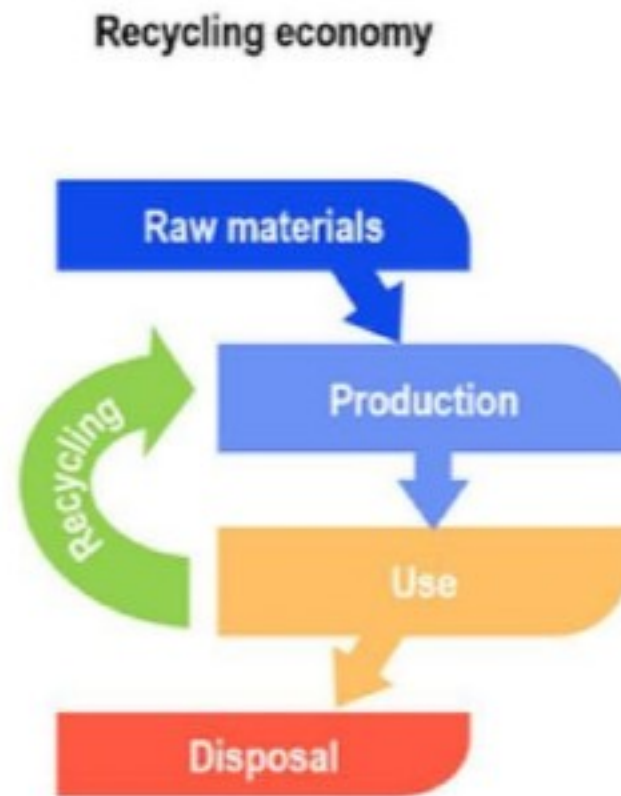 Recycling economy
Raw materials
Production
Recycling
Use
Disposal